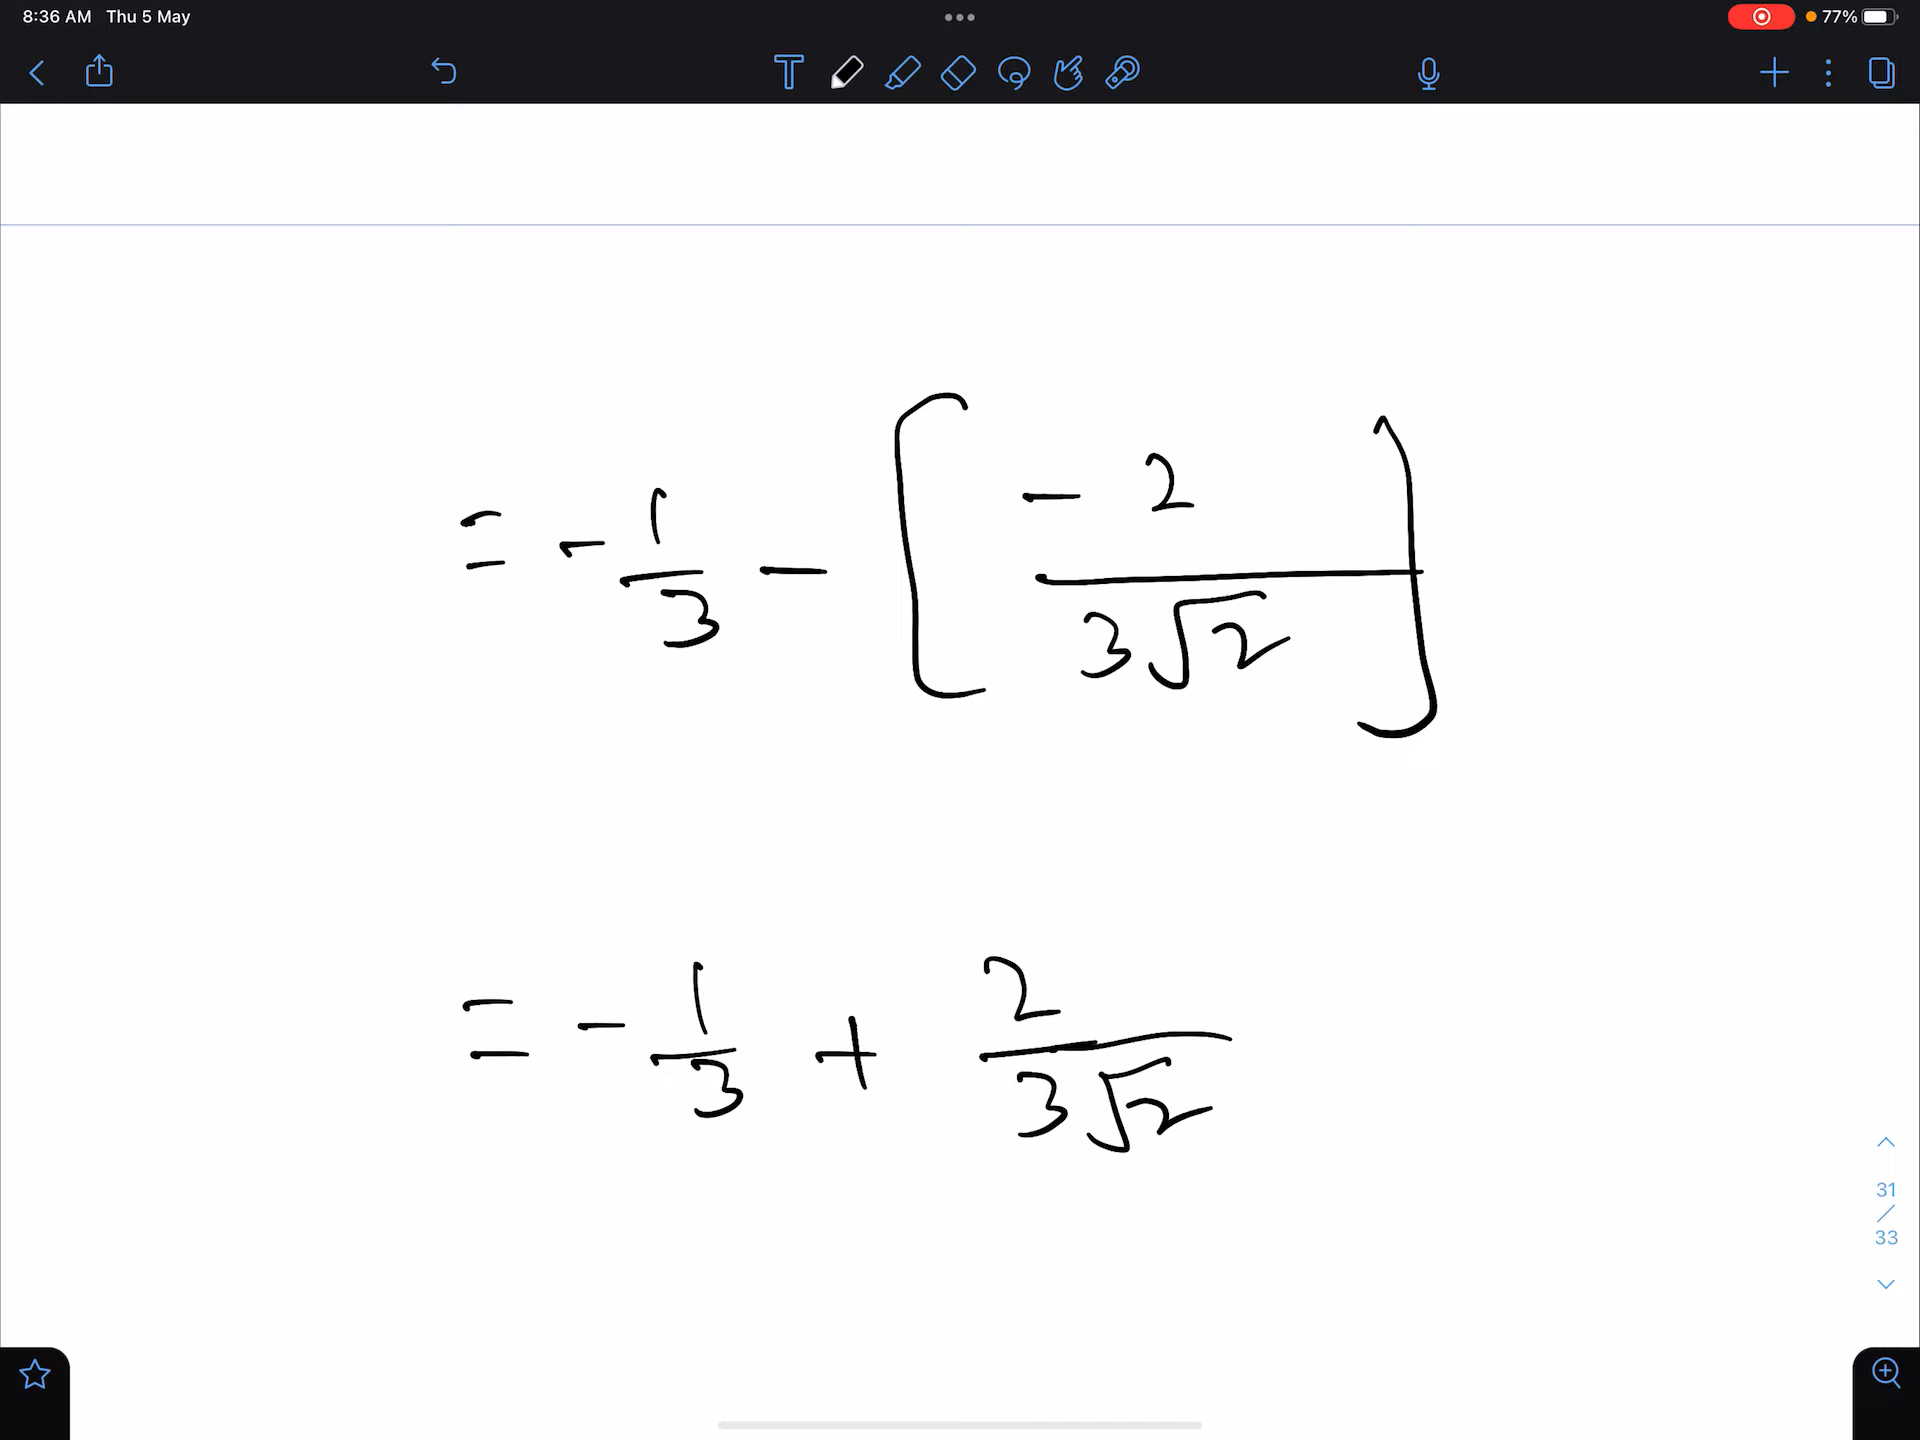 8:36 AM Thu 5 May
77%
= - 1/3 - [ -2/(3√2) ]
= - 1/3 + 2/(3√2)
31
/
33